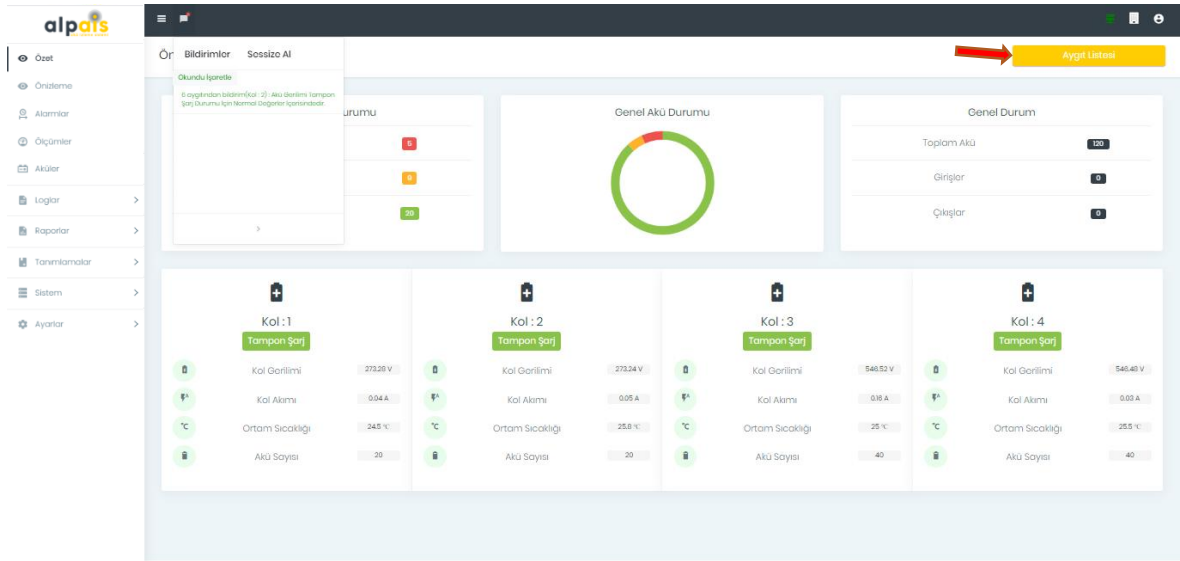 alpais
Özet
Önizleme
Alarmlar
Ölçümler
Aküler
Loglar
Raporlar
Tanımlamalar
Sistem
Ayarlar
Ön
Aygıt Listesi
Bildirimler Sessize Al
Okundu İşaretle
6 aygıtından bildirim(Kol : 2) : Akü Gerilimi Tampon
Şarj Durumu İçin Normal Değerler İçerisindedir.
urumu
5
20
Genel Akü Durumu
Genel Durum
Toplam Akü 120
Girişler 0
Çıkışlar 0
Kol : 1
Tampon Şarj
Kol Gerilimi 273.28 V
Kol Akımı 0.04 A
°C Ortam Sıcaklığı 24.5 °C
Akü Sayısı 20
Kol : 2
Tampon Şarj
Kol Gerilimi 273.24 V
Kol Akımı 0.05 A
°C Ortam Sıcaklığı 25.8 °C
Akü Sayısı 20
Kol : 3
Tampon Şarj
Kol Gerilimi 546.52 V
Kol Akımı 0.16 A
°C Ortam Sıcaklığı 25 °C
Akü Sayısı 40
Kol : 4
Tampon Şarj
Kol Gerilimi 546.48 V
Kol Akımı 0.03 A
°C Ortam Sıcaklığı 25.5 °C
Akü Sayısı 40